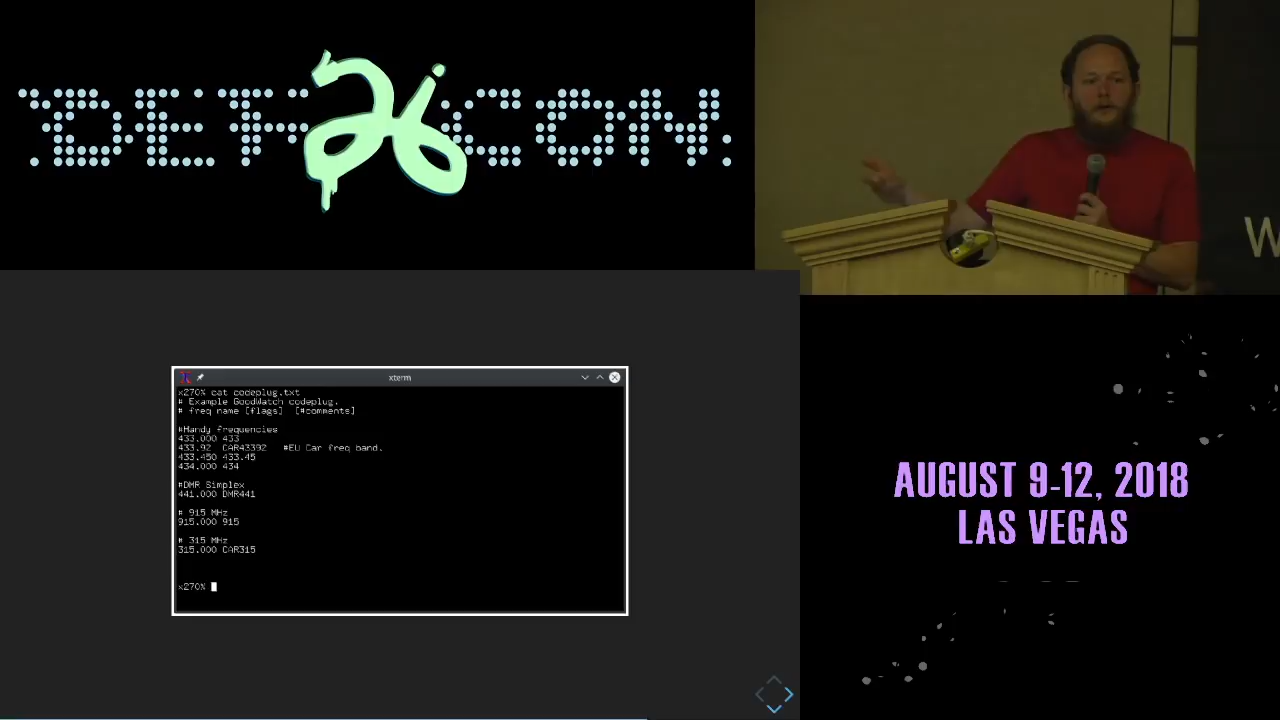 DEF CON
26
W
xterm
x270% cat codeplug.txt
# Example GoodWatch codeplug.
# freq name [flags]  [#comments]
#Handy frequencies
433.000 433
433.92  CAR43392   #EU Car freq band.
433.450 433.45
434.000 434
#DMR Simplex
441.000 DMR441
# 915 MHz
915.000 915
# 315 MHz
315.000 CAR315
x270%
AUGUST 9-12, 2018
LAS VEGAS